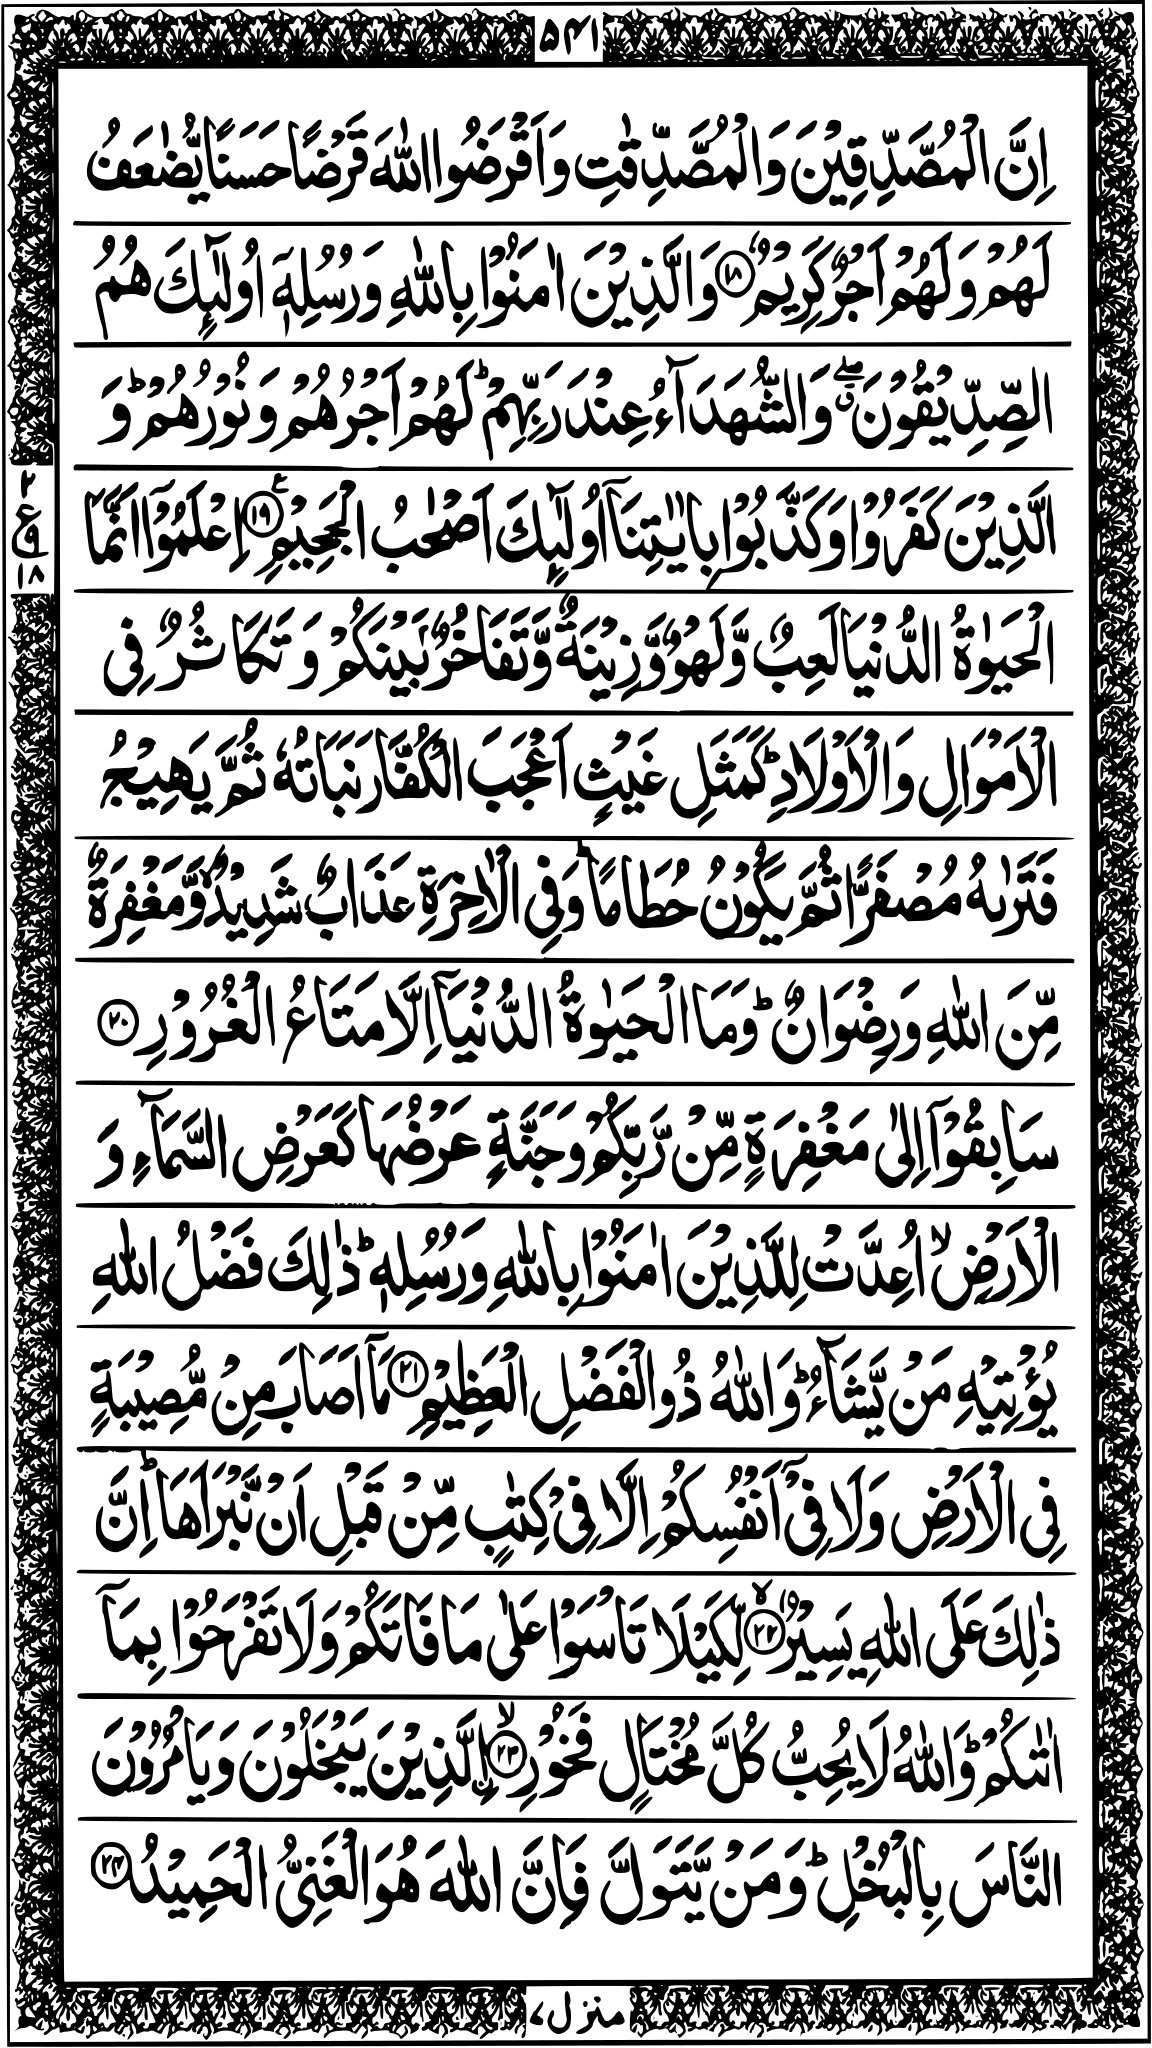 ۵۴۱
اِنَّ الْمُصَّدِّقِيْنَ وَالْمُصَّدِّقٰتِ وَاَقْرَضُوا اللّٰهَ قَرْضًا حَسَنًا يُّضٰعَفُ
لَهُمْ وَلَهُمْ اَجْرٌ كَرِيْمٌ ﴿۱۸﴾ وَالَّذِيْنَ اٰمَنُوْا بِاللّٰهِ وَرُسُلِهٖۤ اُولٰٓئِكَ هُمُ
الصِّدِّيْقُوْنَ ۖۗ وَالشُّهَدَآءُ عِنْدَ رَبِّهِمْ ؕ لَهُمْ اَجْرُهُمْ وَنُوْرُهُمْ ؕ وَ
الَّذِيْنَ كَفَرُوْا وَكَذَّبُوْا بِاٰيٰتِنَاۤ اُولٰٓئِكَ اَصْحٰبُ الْجَحِيْمِ ﴿۱۹﴾ اِعْلَمُوْۤا اَنَّمَا
الْحَيٰوةُ الدُّنْيَا لَعِبٌ وَّلَهْوٌ وَّزِيْنَةٌ وَّتَفَاخُرٌۢ بَيْنَكُمْ وَتَكَاثُرٌ فِي
الْاَمْوَالِ وَالْاَوْلَادِ ؕ كَمَثَلِ غَيْثٍ اَعْجَبَ الْكُفَّارَ نَبَاتُهٗ ثُمَّ يَهِيْجُ
فَتَرٰىهُ مُصْفَرًّا ثُمَّ يَكُوْنُ حُطَامًا ؕ وَفِي الْاٰخِرَةِ عَذَابٌ شَدِيْدٌ ۙ وَّمَغْفِرَةٌ
مِّنَ اللّٰهِ وَرِضْوَانٌ ؕ وَمَا الْحَيٰوةُ الدُّنْيَاۤ اِلَّا مَتَاعُ الْغُرُوْرِ ﴿۲۰﴾
سَابِقُوْۤا اِلٰى مَغْفِرَةٍ مِّنْ رَّبِّكُمْ وَجَنَّةٍ عَرْضُهَا كَعَرْضِ السَّمَآءِ وَ
الْاَرْضِ ۙ اُعِدَّتْ لِلَّذِيْنَ اٰمَنُوْا بِاللّٰهِ وَرُسُلِهٖ ؕ ذٰلِكَ فَضْلُ اللّٰهِ
يُؤْتِيْهِ مَنْ يَّشَآءُ ؕ وَاللّٰهُ ذُو الْفَضْلِ الْعَظِيْمِ ﴿۲۱﴾ مَاۤ اَصَابَ مِنْ مُّصِيْبَةٍ
فِي الْاَرْضِ وَلَا فِيْۤ اَنْفُسِكُمْ اِلَّا فِيْ كِتٰبٍ مِّنْ قَبْلِ اَنْ نَّبْرَاَهَا ؕ اِنَّ
ذٰلِكَ عَلَى اللّٰهِ يَسِيْرٌ ﴿۲۲﴾ لِّكَيْلَا تَاْسَوْا عَلٰى مَا فَاتَكُمْ وَلَا تَفْرَحُوْا بِمَاۤ
اٰتٰىكُمْ ؕ وَاللّٰهُ لَا يُحِبُّ كُلَّ مُخْتَالٍ فَخُوْرِ ۙ﴿۲۳﴾ اِۨلَّذِيْنَ يَبْخَلُوْنَ وَيَاْمُرُوْنَ
النَّاسَ بِالْبُخْلِ ؕ وَمَنْ يَّتَوَلَّ فَاِنَّ اللّٰهَ هُوَ الْغَنِيُّ الْحَمِيْدُ ﴿۲۴﴾
۲
ع
۹
۱۸
منزل ۷